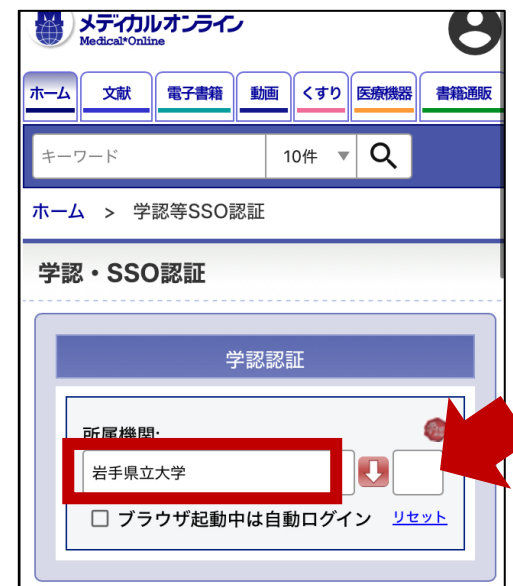 メディカルオンライン
Medical*Online
ホーム 文献 電子書籍 動画 くすり 医療機器 書籍通販
キーワード 10件 ▼
ホーム > 学認等SSO認証
学認・SSO認証
学認認証
所属機関:
岩手県立大学
ブラウザ起動中は自動ログイン リセット